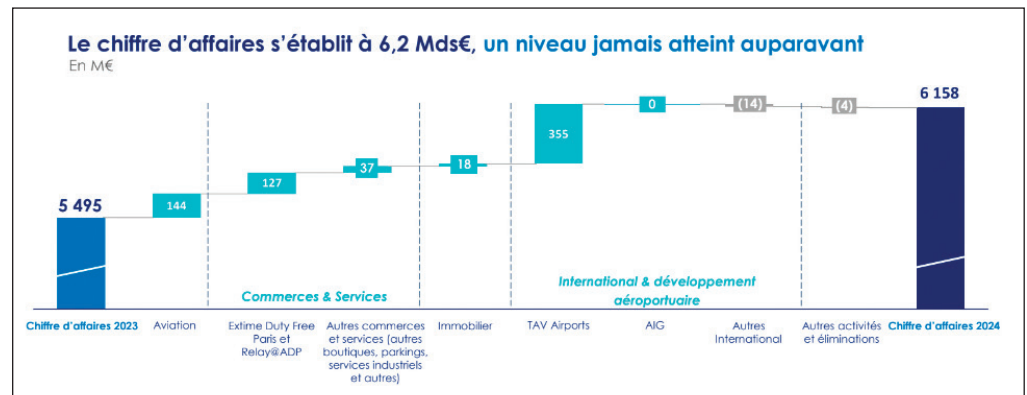 Le chiffre d’affaires s’établit à 6,2 Mds€, un niveau jamais atteint auparavant
En M€
5 495
144
127
37
18
355
0
(14)
(4)
6 158
Commerces & Services
International & développement
aéroportuaire
Chiffre d’affaires 2023
Aviation
Extime Duty Free
Paris et
Relay@ADP
Autres commerces
et services (autres
boutiques, parkings,
services industriels
et autres)
Immobilier
TAV Airports
AIG
Autres
International
Autres activités
et éliminations
Chiffre d’affaires 2024